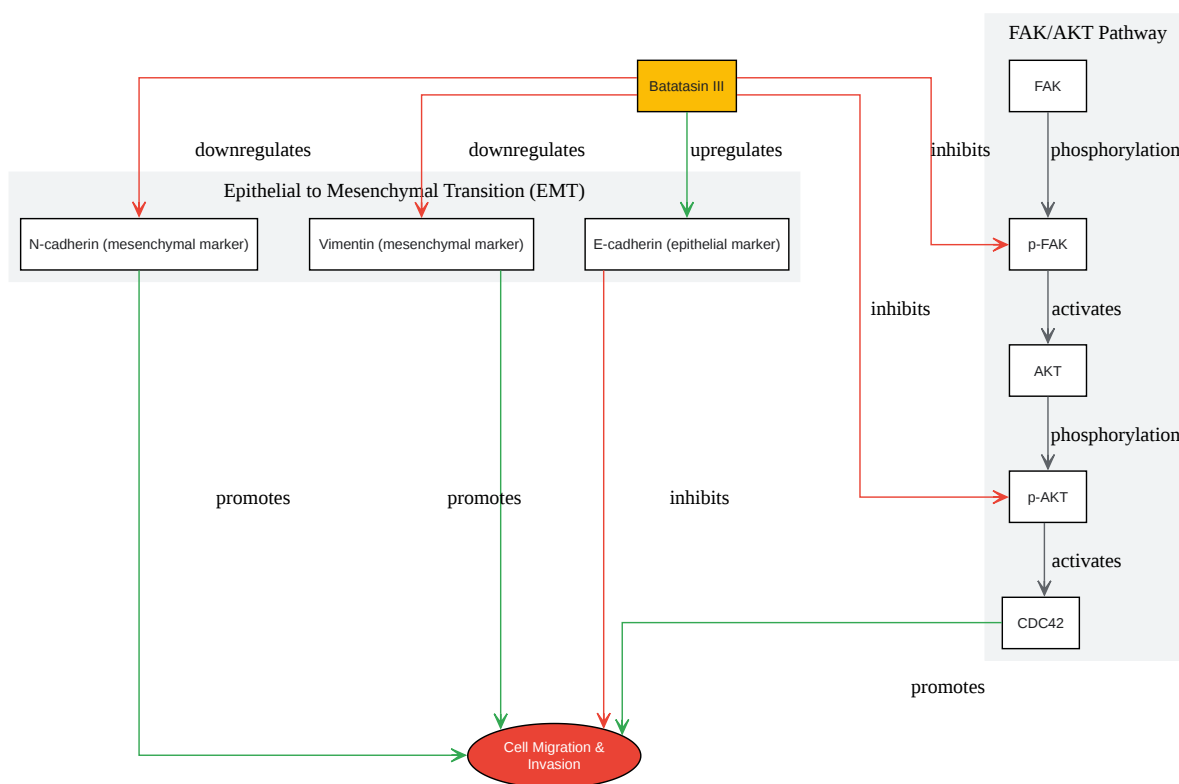 FAK/AKT Pathway
Batatasin III
FAK
downregulates
downregulates
upregulates
inhibits
phosphorylation
Epithelial to Mesenchymal Transition (EMT)
N-cadherin (mesenchymal marker)
Vimentin (mesenchymal marker)
E-cadherin (epithelial marker)
p-FAK
inhibits
activates
AKT
phosphorylation
promotes
promotes
inhibits
p-AKT
activates
CDC42
promotes
Cell Migration &
Invasion